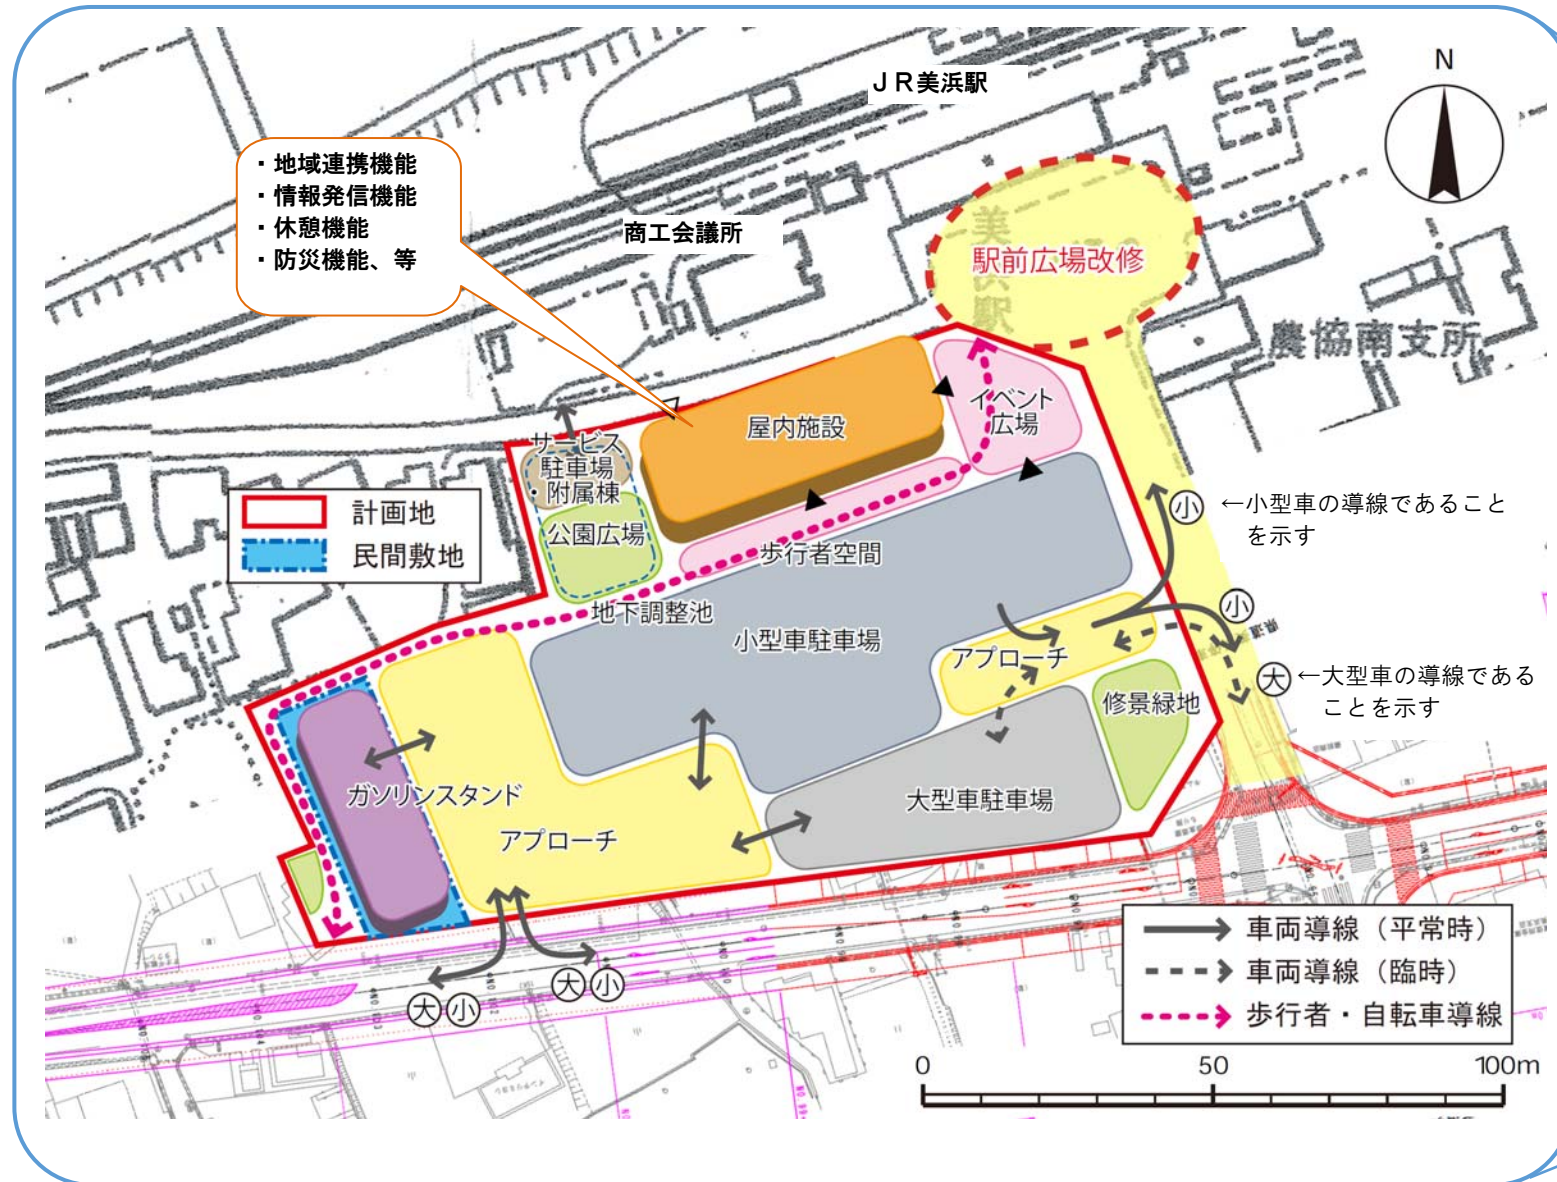 ＪＲ美浜駅
N
・地域連携機能
・情報発信機能
・休憩機能
・防災機能、等
商工会議所
美浜駅
駅前広場改修
農協南支所
イベント
広場
屋内施設
サービス
駐車場
・附属棟
公園広場
計画地
民間敷地
歩行者空間
地下調整池
小型車駐車場
アプローチ
小
←小型車の導線であること
を示す
小
県道
大
←大型車の導線である
ことを示す
修景緑地
大型車駐車場
ガソリンスタンド
アプローチ
大 小
大 小
車両導線（平常時）
車両導線（臨時）
歩行者・自転車導線
0 50 100m